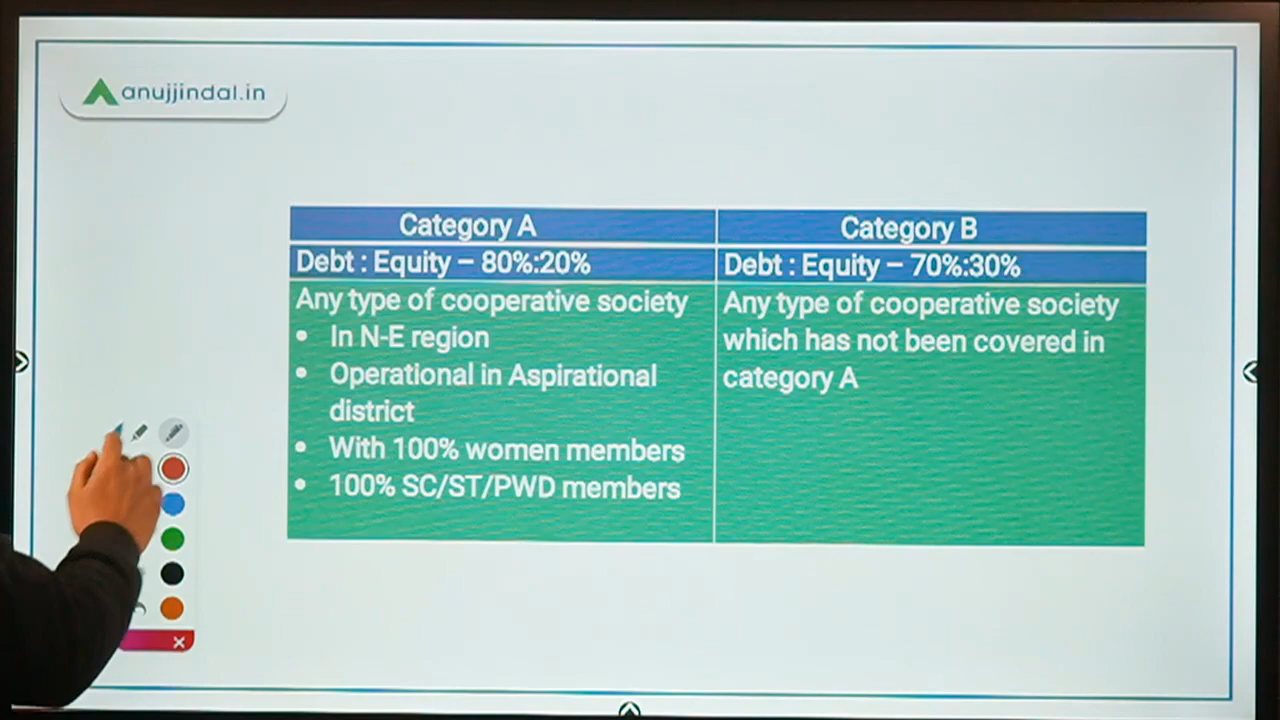 anujjindal.in
Category A
Category B
Debt : Equity – 80%:20%
Debt : Equity – 70%:30%
Any type of cooperative society
• In N-E region
• Operational in Aspirational
district
• With 100% women members
• 100% SC/ST/PWD members
Any type of cooperative society
which has not been covered in
category A